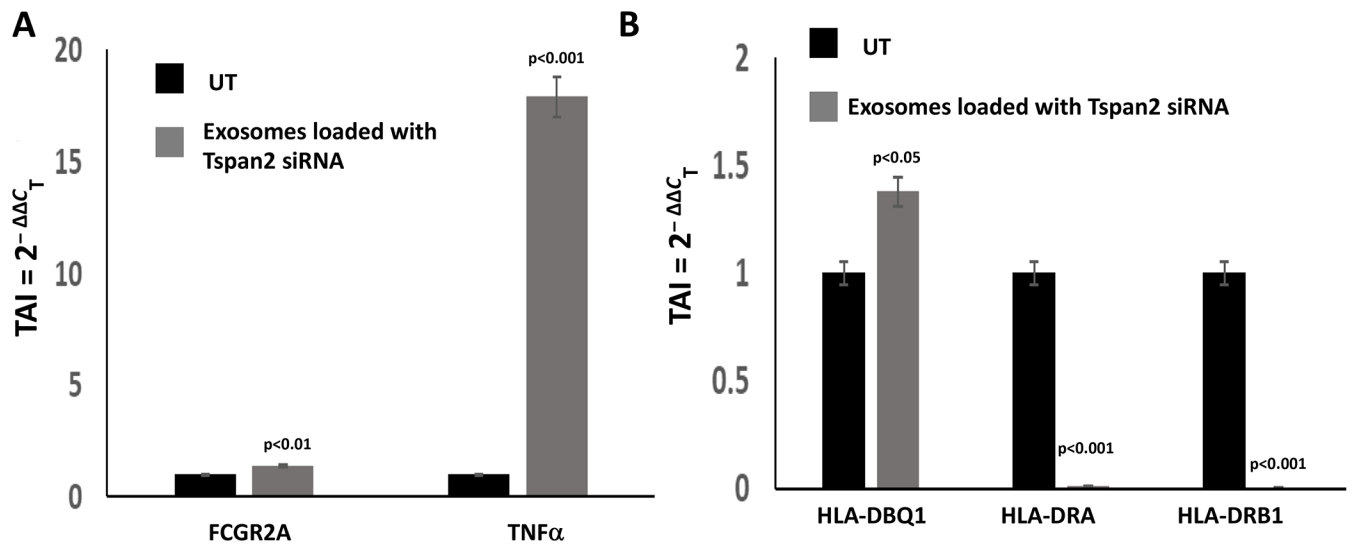 A
20
15
10
5
0
TAI = 2^−ΔΔC_T
UT
Exosomes loaded with
Tspan2 siRNA
p<0.01
p<0.001
FCGR2A
TNFα
B
2
1.5
1
0.5
0
TAI = 2^−ΔΔC_T
UT
Exosomes loaded with Tspan2 siRNA
p<0.05
p<0.001
p<0.001
HLA-DBQ1
HLA-DRA
HLA-DRB1